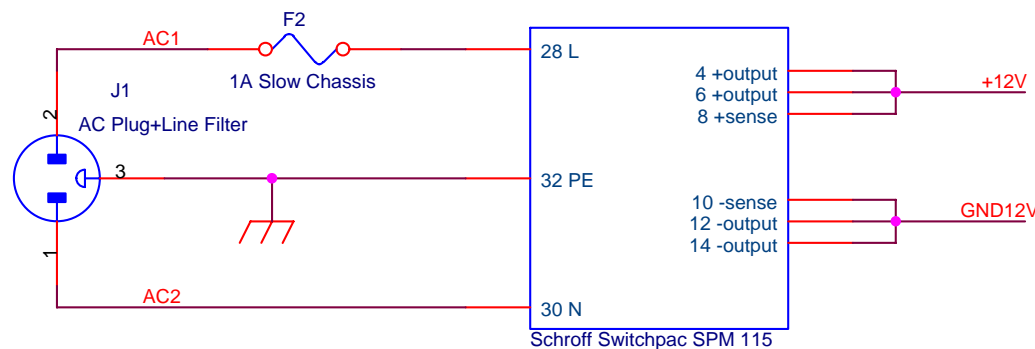 F2
AC1
28 L
1A Slow Chassis
4 +output
6 +output
8 +sense
+12V
J1
2
AC Plug+Line Filter
3
32 PE
10 -sense
12 -output
14 -output
GND12V
1
AC2
30 N
Schroff Switchpac SPM 115